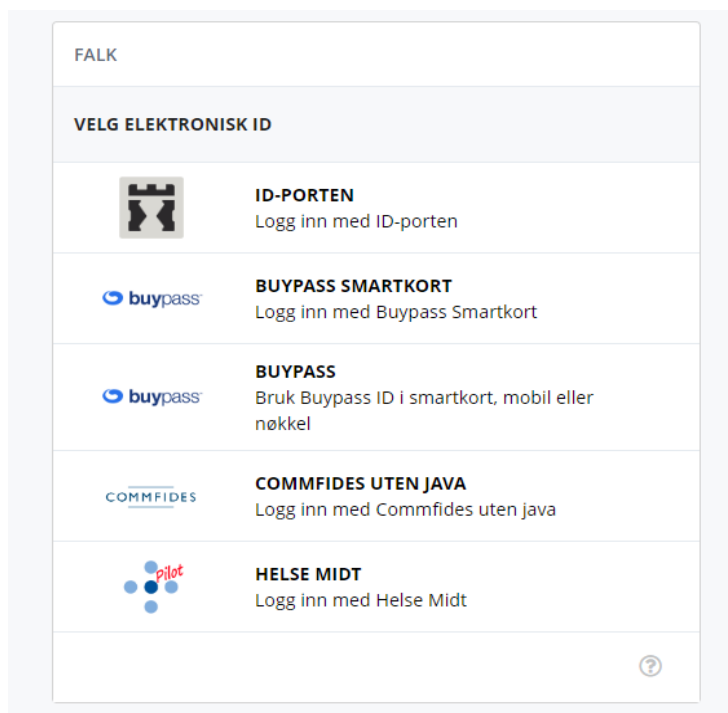 FALK
VELG ELEKTRONISK ID
ID-PORTEN
Logg inn med ID-porten
buypass
BUYPASS SMARTKORT
Logg inn med Buypass Smartkort
buypass
BUYPASS
Bruk Buypass ID i smartkort, mobil eller
nøkkel
COMMFIDES
COMMFIDES UTEN JAVA
Logg inn med Commfides uten java
Pilot
HELSE MIDT
Logg inn med Helse Midt
?